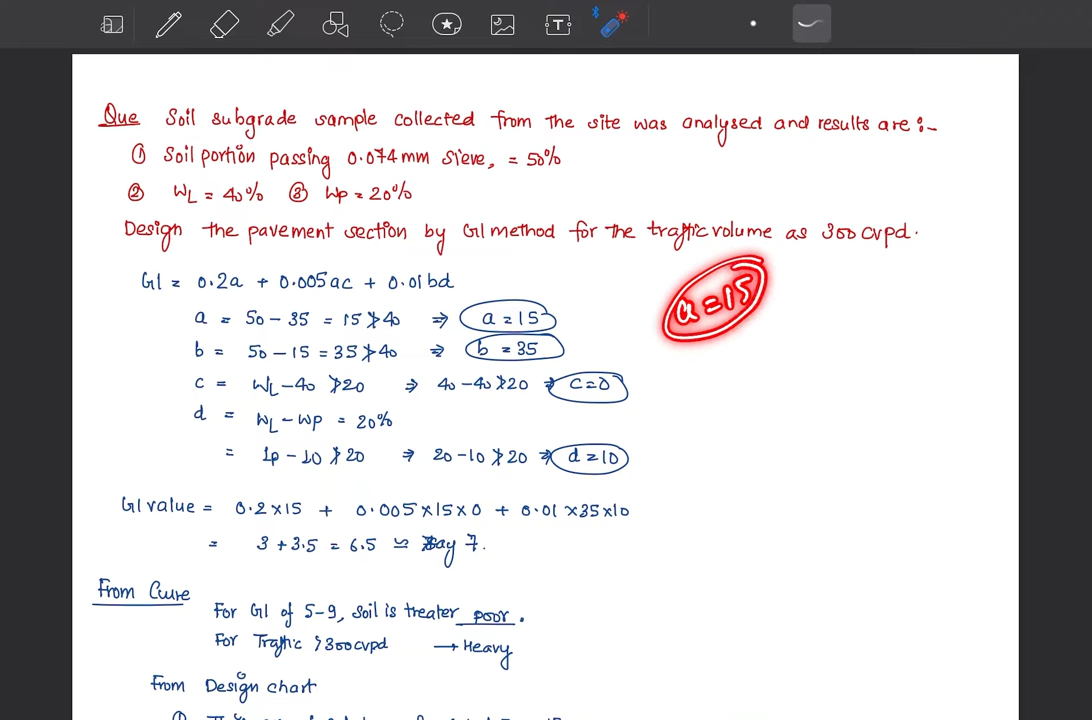 Que Soil subgrade sample collected from the site was analysed and results are :-
① Soil portion passing 0.074mm sieve, = 50%
② WL = 40% ③ Wp = 20%
Design the pavement section by GI method for the traffic volume as 300 cvpd.
GI = 0.2a + 0.005ac + 0.01bd
a = 50 - 35 = 15 ≯ 40 ⇒ a = 15
a = 15
b = 50 - 15 = 35 ≯ 40 ⇒ b = 35
c = WL - 40 ≯ 20 ⇒ 40 - 40 ≯ 20 ⇒ c = 0
d = WL - Wp = 20%
= Ip - 10 ≯ 20 ⇒ 20 - 10 ≯ 20 ⇒ d = 10
GI value = 0.2 × 15 + 0.005 × 15 × 0 + 0.01 × 35 × 10
= 3 + 3.5 = 6.5 ≃ say 7.
From Cure
For GI of 5-9, Soil is treater poor.
For Traffic >300cvpd → Heavy
From Design chart